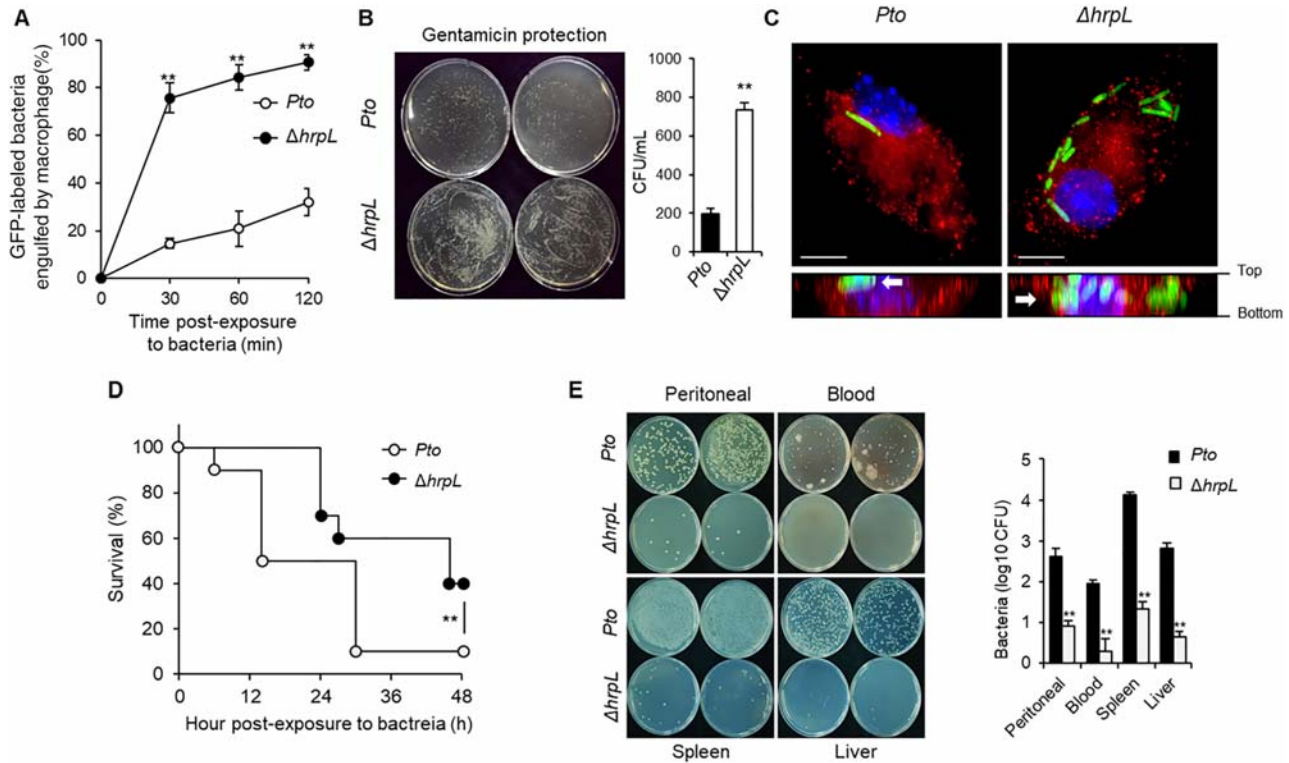 A
GFP-labeled bacteria
engulfed by macrophage(%)
100
80
60
40
20
0
**
**
**
Pto
ΔhrpL
0
30
60
120
Time post-exposure
to bacteria (min)
B
Gentamicin protection
Pto
ΔhrpL
CFU/mL
1000
800
600
400
200
0
**
Pto
ΔhrpL
C
Pto
ΔhrpL
Top
Bottom
D
Survival (%)
100
80
60
40
20
0
Pto
ΔhrpL
**
0
12
24
36
48
Hour post-exposure to bactreia (h)
E
Peritoneal
Blood
Pto
ΔhrpL
Pto
ΔhrpL
Spleen
Liver
Bacteria (log10 CFU)
5
4
3
2
1
0
Pto
ΔhrpL
**
**
**
**
Peritoneal
Blood
Spleen
Liver